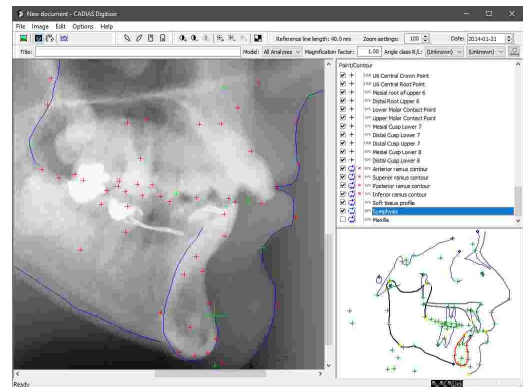 New document - CADIAS Digitizer
File Image Edit Options Help
Reference line length: 40.0 mm Zoom settings: 100 Date: 2014-01-31
Title: Model: All Analyses Magnification factor: 1.00 Angle class R/L: (Unknown) (Unknown)
Point/Contour
U6 Central Crown Point
U6 Central Root Point
Mesial root of upper 6
Distal Root Upper 6
Lower Molar Contact Point
Upper Molar Contact Point
Mesial Cusp Lower 7
Distal Cusp Lower 7
Distal Cusp Upper 7
Mesial Cusp Lower 8
Distal Cusp Lower 8
Anterior ramus contour
Superior ramus contour
Posterior ramus contour
Inferior ramus contour
Soft tissue profile
Symphysis
Maxilla
Ready